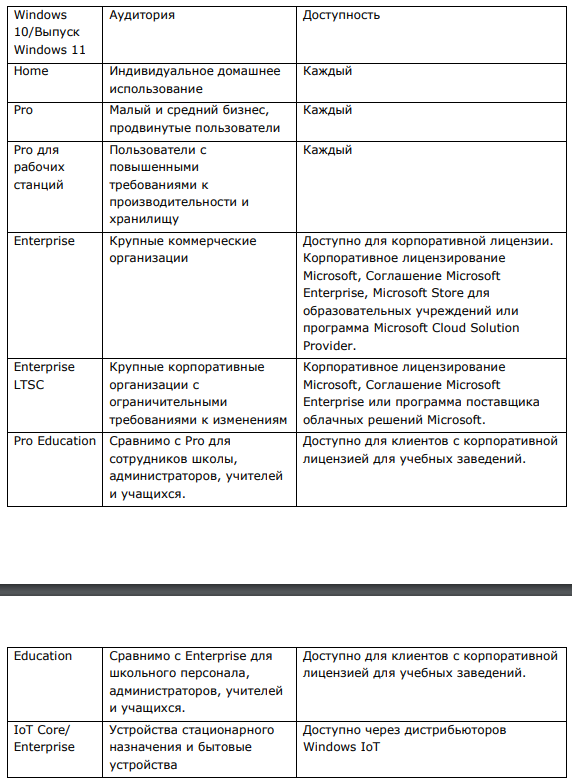 Windows
10/Выпуск
Windows 11
Аудитория
Доступность
Home
Индивидуальное домашнее
использование
Каждый
Pro
Малый и средний бизнес,
продвинутые пользователи
Каждый
Pro для
рабочих
станций
Пользователи с
повышенными
требованиями к
производительности и
хранилищу
Каждый
Enterprise
Крупные коммерческие
организации
Доступно для корпоративной лицензии.
Корпоративное лицензирование
Microsoft, Соглашение Microsoft
Enterprise, Microsoft Store для
образовательных учреждений или
программа Microsoft Cloud Solution
Provider.
Enterprise
LTSC
Крупные корпоративные
организации с
ограничительными
требованиями к изменениям
Корпоративное лицензирование
Microsoft, Соглашение Microsoft
Enterprise или программа поставщика
облачных решений Microsoft.
Pro Education
Сравнимо с Pro для
сотрудников школы,
администраторов, учителей
и учащихся.
Доступно для клиентов с корпоративной
лицензией для учебных заведений.
Education
Сравнимо с Enterprise для
школьного персонала,
администраторов, учителей
и учащихся.
Доступно для клиентов с корпоративной
лицензией для учебных заведений.
IoT Core/
Enterprise
Устройства стационарного
назначения и бытовые
устройства
Доступно через дистрибьюторов
Windows IoT